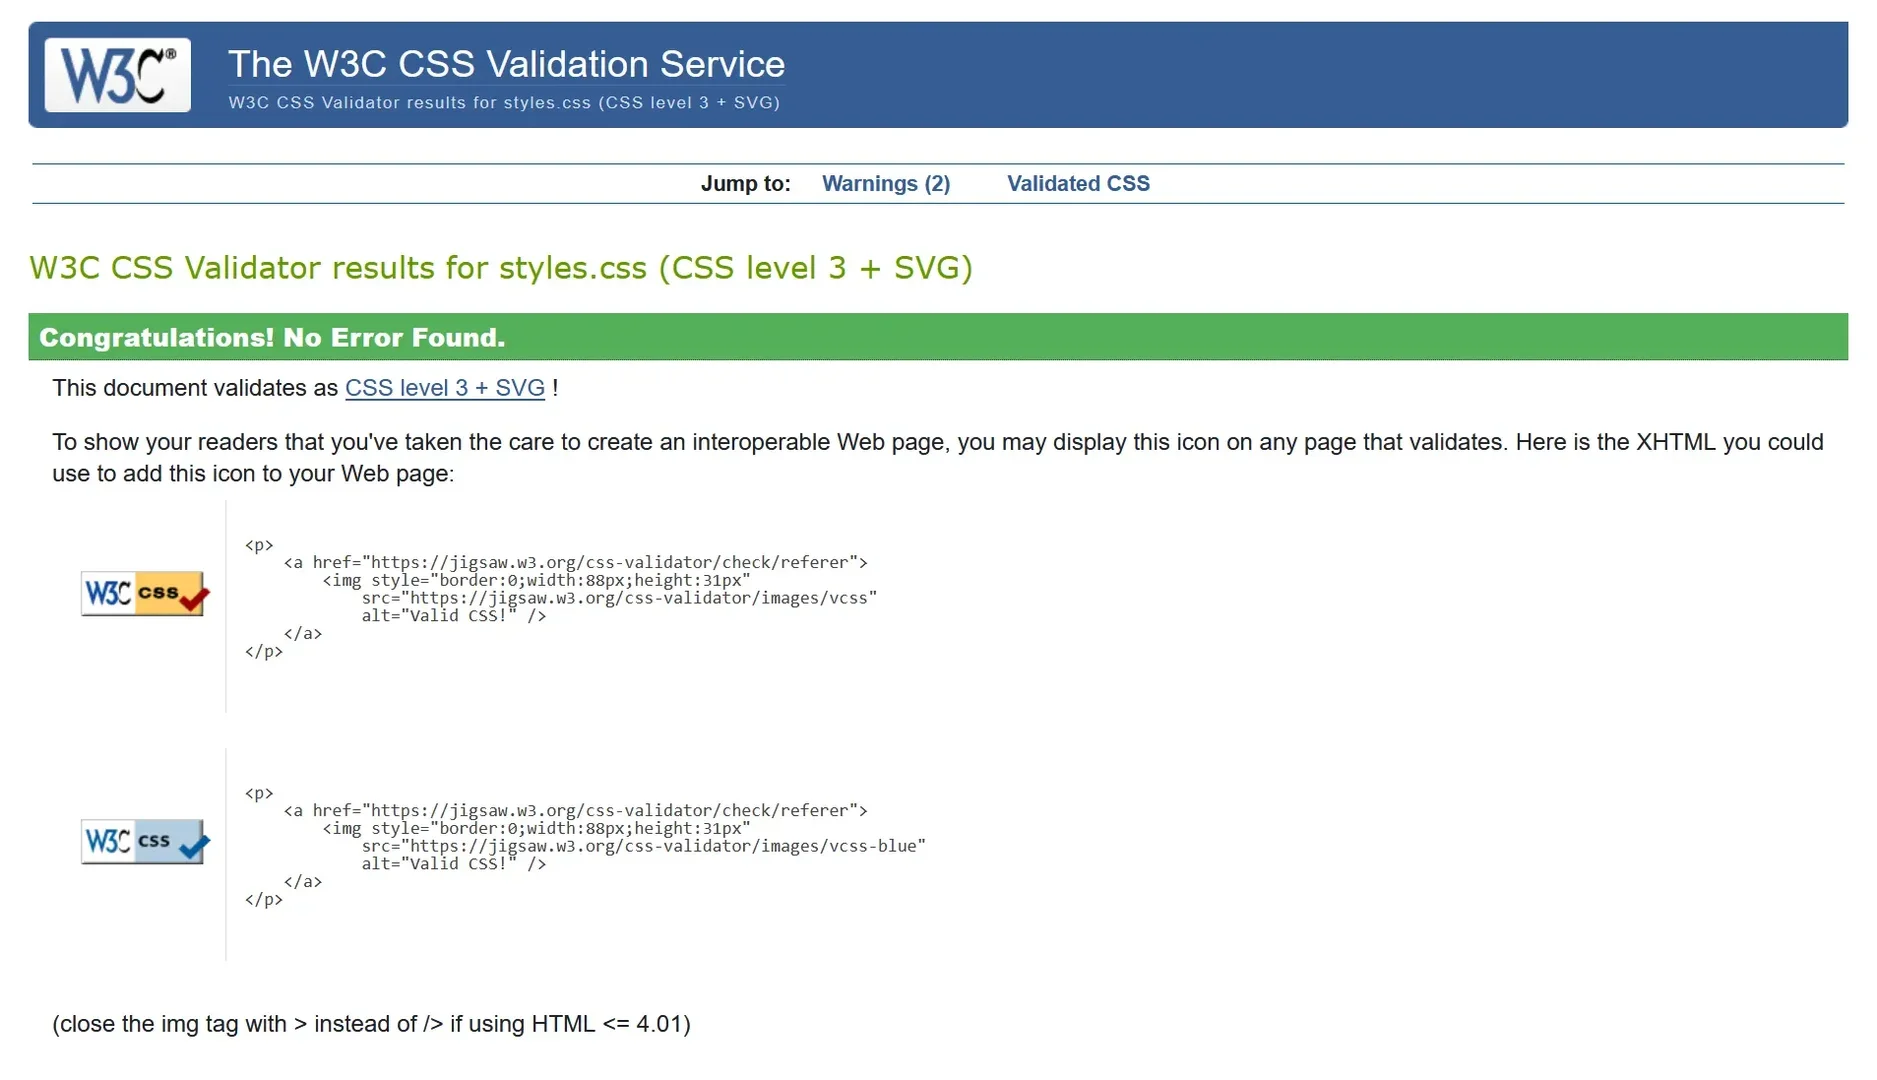 W3C®
The W3C CSS Validation Service
W3C CSS Validator results for styles.css (CSS level 3 + SVG)
Jump to: Warnings (2) Validated CSS
W3C CSS Validator results for styles.css (CSS level 3 + SVG)
Congratulations! No Error Found.
This document validates as CSS level 3 + SVG !
To show your readers that you've taken the care to create an interoperable Web page, you may display this icon on any page that validates. Here is the XHTML you could
use to add this icon to your Web page:
W3C css
<p>
    <a href="https://jigsaw.w3.org/css-validator/check/referer">
        <img style="border:0;width:88px;height:31px"
            src="https://jigsaw.w3.org/css-validator/images/vcss"
            alt="Valid CSS!" />
    </a>
</p>
W3C css
<p>
    <a href="https://jigsaw.w3.org/css-validator/check/referer">
        <img style="border:0;width:88px;height:31px"
            src="https://jigsaw.w3.org/css-validator/images/vcss-blue"
            alt="Valid CSS!" />
    </a>
</p>
(close the img tag with > instead of /> if using HTML <= 4.01)